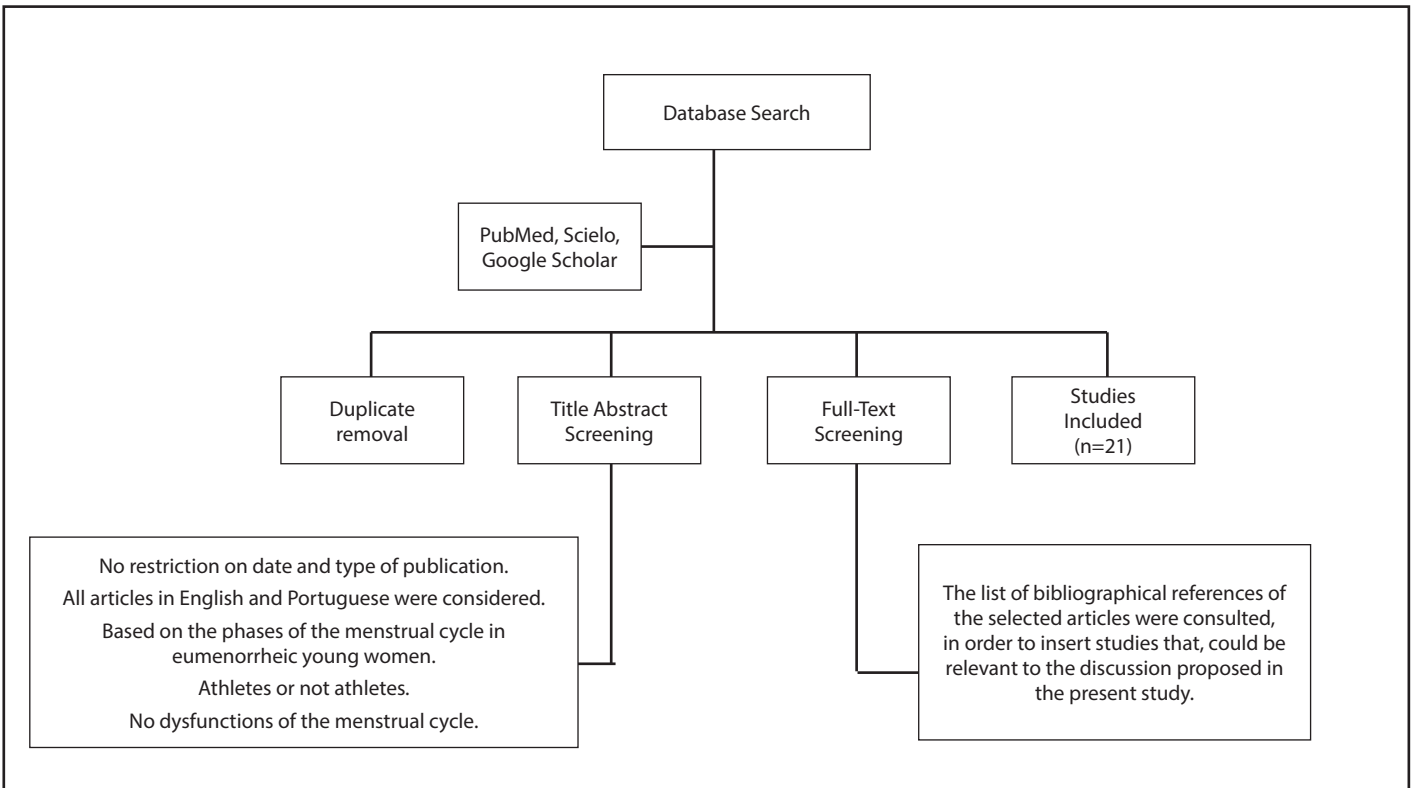 Database Search
PubMed, Scielo,
Google Scholar
Duplicate
removal
Title Abstract
Screening
Full-Text
Screening
Studies
Included
(n=21)
No restriction on date and type of publication.
All articles in English and Portuguese were considered.
Based on the phases of the menstrual cycle in
eumenorrheic young women.
Athletes or not athletes.
No dysfunctions of the menstrual cycle.
The list of bibliographical references of
the selected articles were consulted,
in order to insert studies that, could be
relevant to the discussion proposed in
the present study.